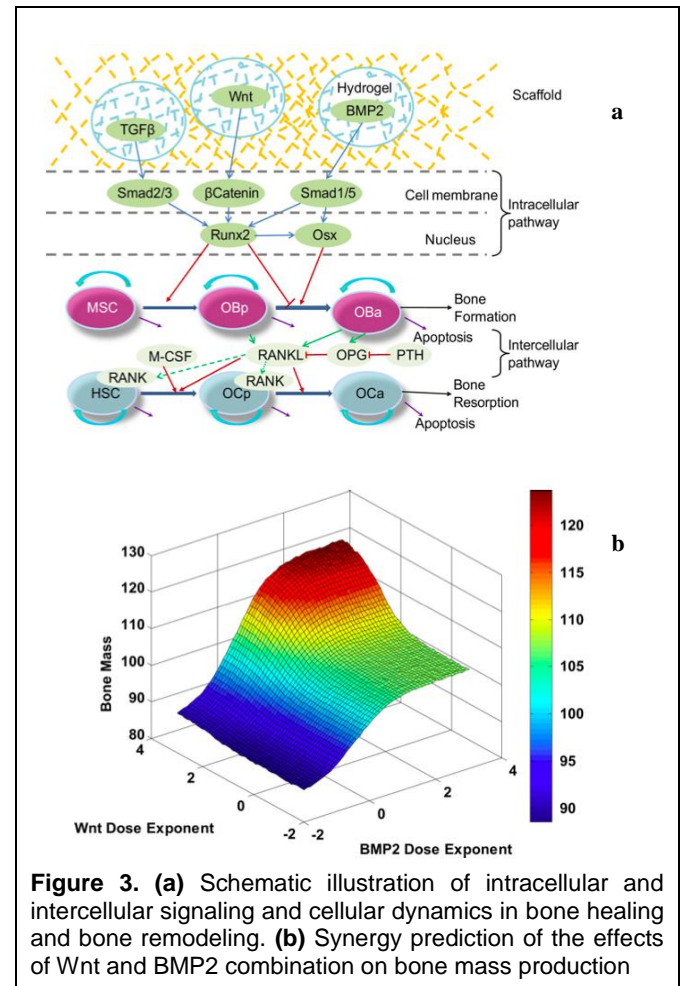 Hydrogel
Scaffold
a
Wnt
BMP2
TGFβ
Smad2/3
βCatenin
Smad1/5
Cell membrane
Intracellular
pathway
Runx2
Osx
Nucleus
MSC
OBp
OBa
Bone
Formation
Apoptosis
M-CSF
RANKL
OPG
PTH
Intercellular
pathway
RANK
RANK
HSC
OCp
OCa
Bone
Resorption
Apoptosis
b
130
120
110
100
90
80
Bone Mass
4
2
0
-2
Wnt Dose Exponent
-2
0
2
4
BMP2 Dose Exponent
120
115
110
105
100
95
90
Figure 3. (a) Schematic illustration of intracellular and
intercellular signaling and cellular dynamics in bone healing
and bone remodeling. (b) Synergy prediction of the effects
of Wnt and BMP2 combination on bone mass production